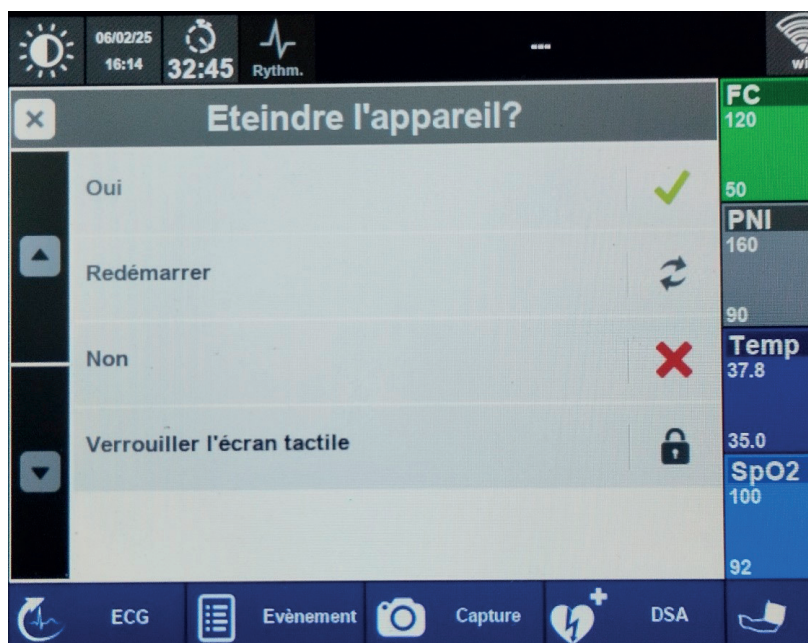 06/02/25
16:14
32:45
Rythm.
---
Eteindre l'appareil?
Oui
Redémarrer
Non
Verrouiller l'écran tactile
FC
120
50
PNI
160
90
Temp
37.8
35.0
SpO2
100
92
ECG
Evènement
Capture
DSA